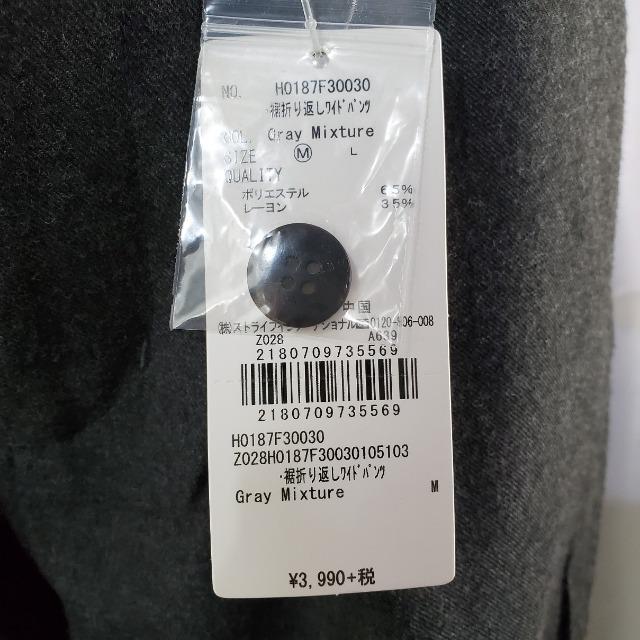 NO. H0187F30030
･裾折り返しﾜｲﾄﾞﾊﾟﾝﾂ
COL. Gray Mixture
SIZE Ⓜ L
QUALITY
ポリエステル 65%
レーヨン 35%
中国
㈱ストライプインターナショナル 0120-106-008
Z028 A639
2180709735569
2180709735569
H0187F30030
Z028H0187F30030105103
･裾折り返しﾜｲﾄﾞﾊﾟﾝﾂ
Gray Mixture M
¥3,990+税